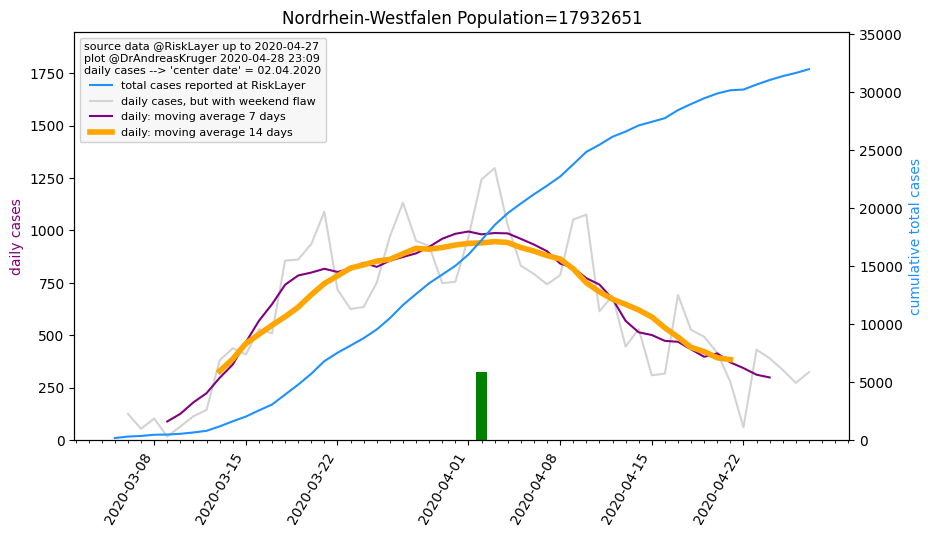 Nordrhein-Westfalen Population=17932651
source data @RiskLayer up to 2020-04-27
plot @DrAndreasKruger 2020-04-28 23:09
daily cases --> 'center date' = 02.04.2020
total cases reported at RiskLayer
daily cases, but with weekend flaw
daily: moving average 7 days
daily: moving average 14 days
daily cases
1750
1500
1250
1000
750
500
250
0
35000
30000
25000
20000
15000
10000
5000
0
cumulative total cases
2020-03-08
2020-03-15
2020-03-22
2020-04-01
2020-04-08
2020-04-15
2020-04-22